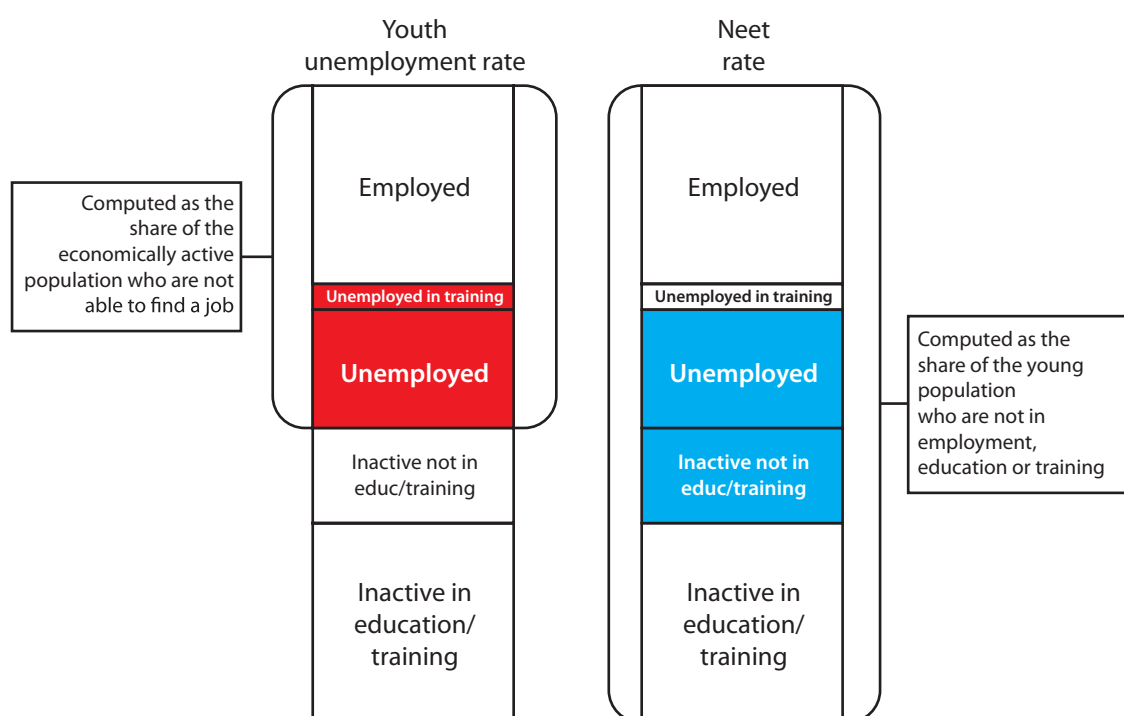 Youth
unemployment rate
Neet
rate
Employed
Employed
Computed as the
share of the
economically active
population who are not
able to find a job
Unemployed in training
Unemployed in training
Unemployed
Unemployed
Computed as the
share of the young
population
who are not in
employment,
education or training
Inactive not in
educ/training
Inactive not in
educ/training
Inactive in
education/
training
Inactive in
education/
training